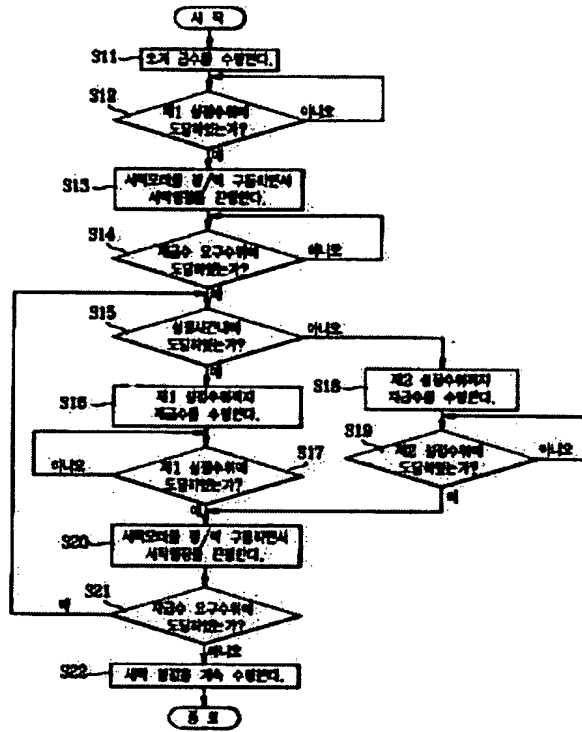 시 작
S11
초기 급수를 수행한다.
S12
제1 설정수위에
도달하였는가?
아니오
예
S13
세탁모터를 정/역 구동하면서
세탁행정을 진행한다.
S14
재급수 요구수위에
도달하였는가?
아니오
예
S15
설정시간내에
도달하였는가?
아니오
예
S16
제1 설정수위까지
재급수를 수행한다.
S18
제2 설정수위까지
재급수를 수행한다.
S17
제1 설정수위에
도달하였는가?
아니오
예
S19
제2 설정수위에
도달하였는가?
아니오
예
S20
세탁모터를 정/역 구동하면서
세탁행정을 진행한다.
S21
재급수 요구수위에
도달하였는가?
예
아니오
S22
세탁 행정을 계속 수행한다.
종 료